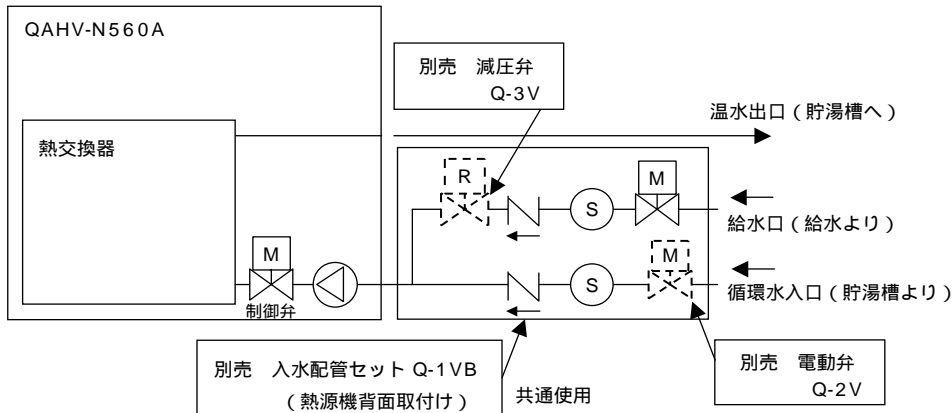 QAHV-N560A
別売　減圧弁
Q-3V
温水出口（貯湯槽へ）
熱交換器
R
M
S
給水口（給水より）
M
M
S
循環水入口（貯湯槽より）
制御弁
別売　入水配管セット Q-1VB
（熱源機背面取付け）
共通使用
別売　電動弁
Q-2V